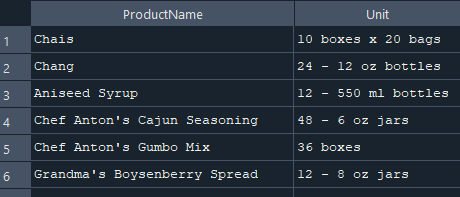 ProductName Unit
1 Chais 10 boxes x 20 bags
2 Chang 24 - 12 oz bottles
3 Aniseed Syrup 12 - 550 ml bottles
4 Chef Anton's Cajun Seasoning 48 - 6 oz jars
5 Chef Anton's Gumbo Mix 36 boxes
6 Grandma's Boysenberry Spread 12 - 8 oz jars